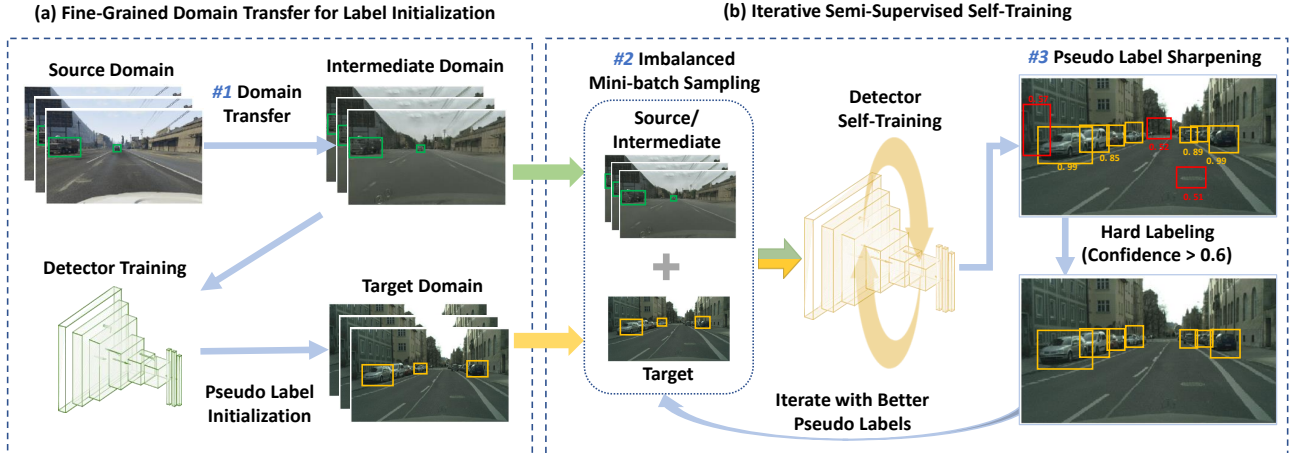 (a) Fine-Grained Domain Transfer for Label Initialization
Source Domain
#1 Domain
Transfer
Intermediate Domain
Detector Training
Pseudo Label
Initialization
Target Domain
(b) Iterative Semi-Supervised Self-Training
#2 Imbalanced
Mini-batch Sampling
Source/
Intermediate
Target
Detector
Self-Training
Iterate with Better
Pseudo Labels
#3 Pseudo Label Sharpening
0. 99
0. 85
0. 89
0. 99
Hard Labeling
(Confidence > 0.6)